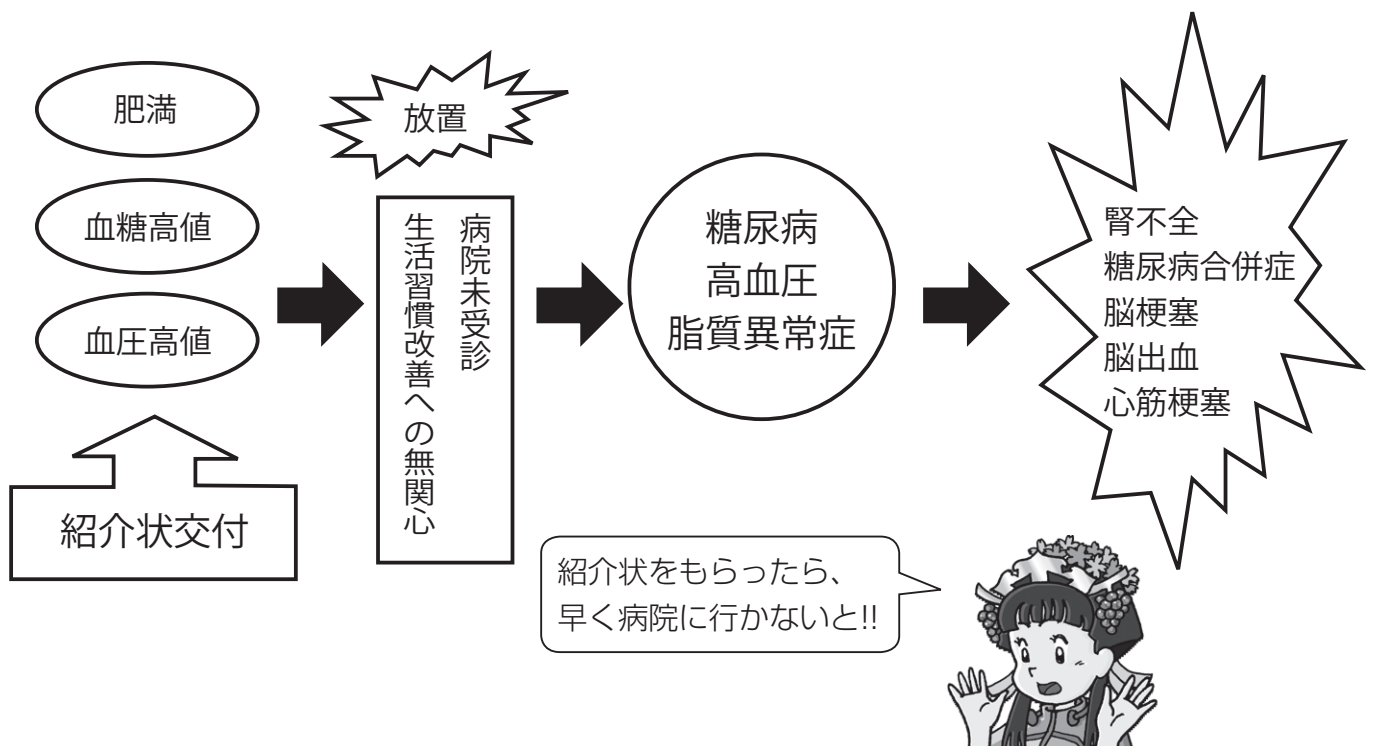 肥満
血糖高値
血圧高値
紹介状交付
放置
病院未受診
生活習慣改善への無関心
糖尿病
高血圧
脂質異常症
腎不全
糖尿病合併症
脳梗塞
脳出血
心筋梗塞
紹介状をもらったら、
早く病院に行かないと!!